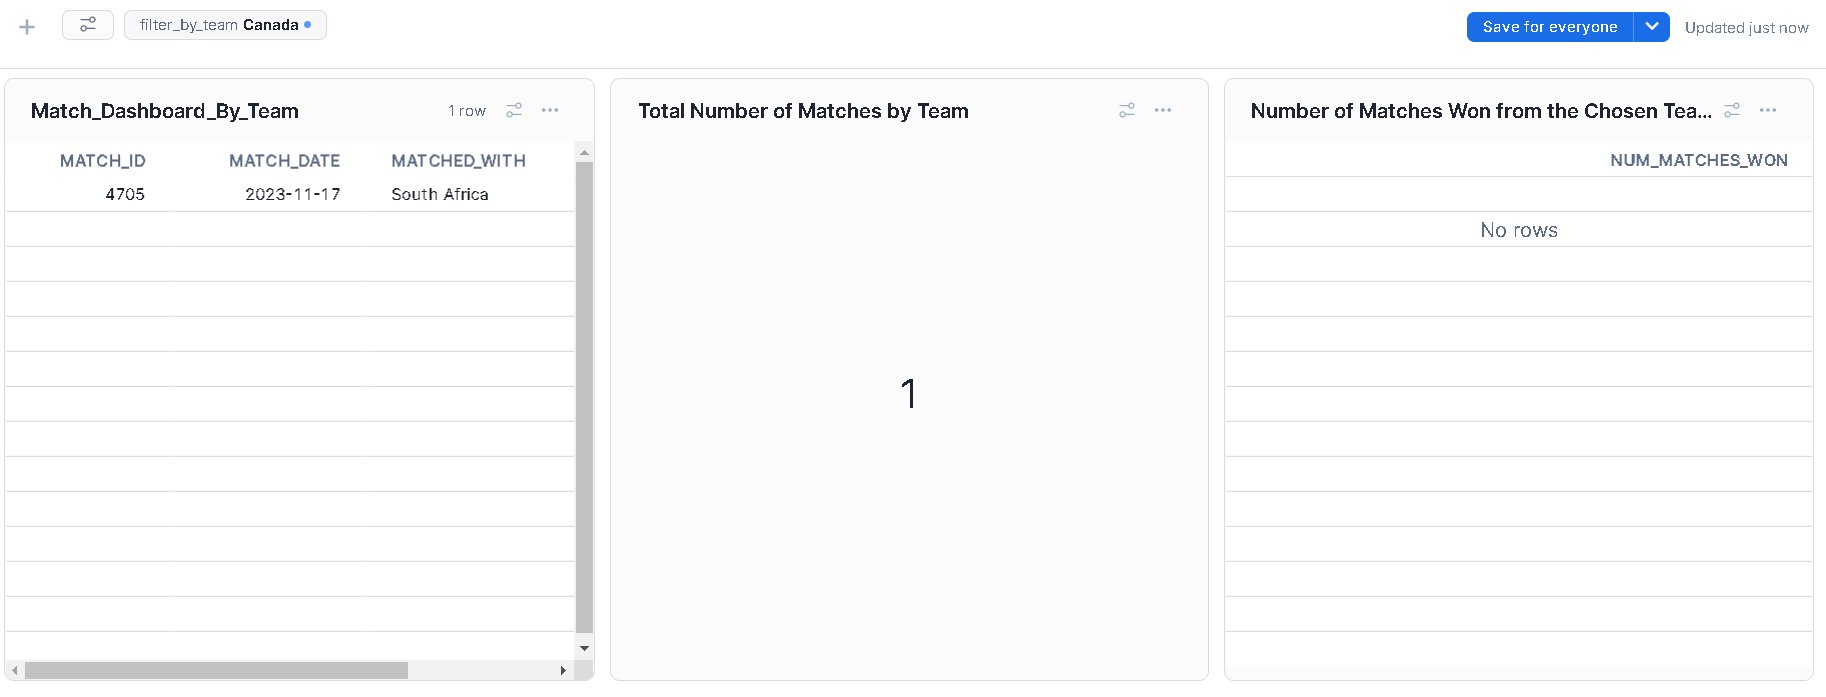 filter_by_team Canada
Save for everyone
Updated just now
Match_Dashboard_By_Team
1 row
MATCH_ID MATCH_DATE MATCHED_WITH
4705 2023-11-17 South Africa
Total Number of Matches by Team
1
Number of Matches Won from the Chosen Tea...
NUM_MATCHES_WON
No rows